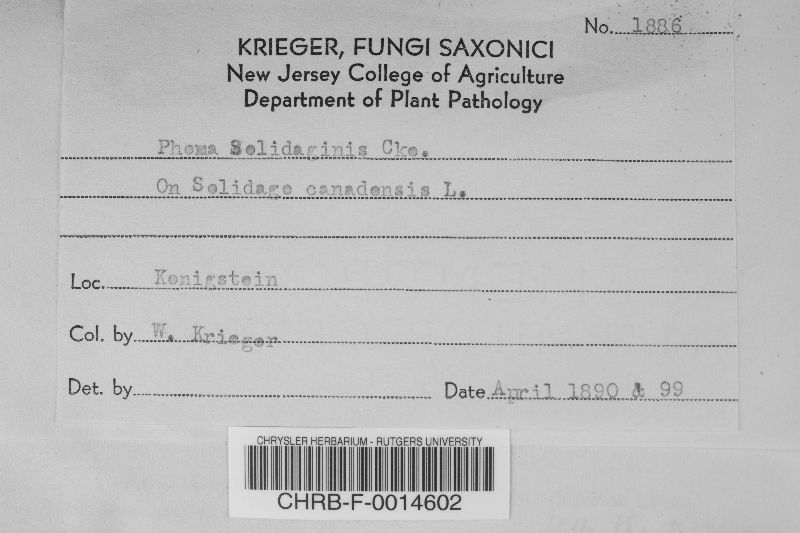 No. 1886
KRIEGER, FUNGI SAXONICI
New Jersey College of Agriculture
Department of Plant Pathology
Phoma Solidaginis Cke.
On Solidago canadensis L.
Loc. Konigstein
Col. by W. Krieger
Det. by
Date April 1890 & 99
CHRYSLER HERBARIUM - RUTGERS UNIVERSITY
CHRB-F-0014602